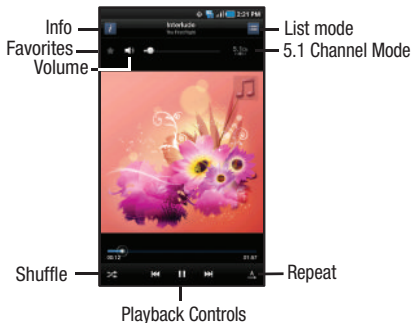 2:21 PM
Info
Interlude
List mode
Favorites
5.1 Channel Mode
Volume
00:12
01:47
Shuffle
Repeat
Playback Controls